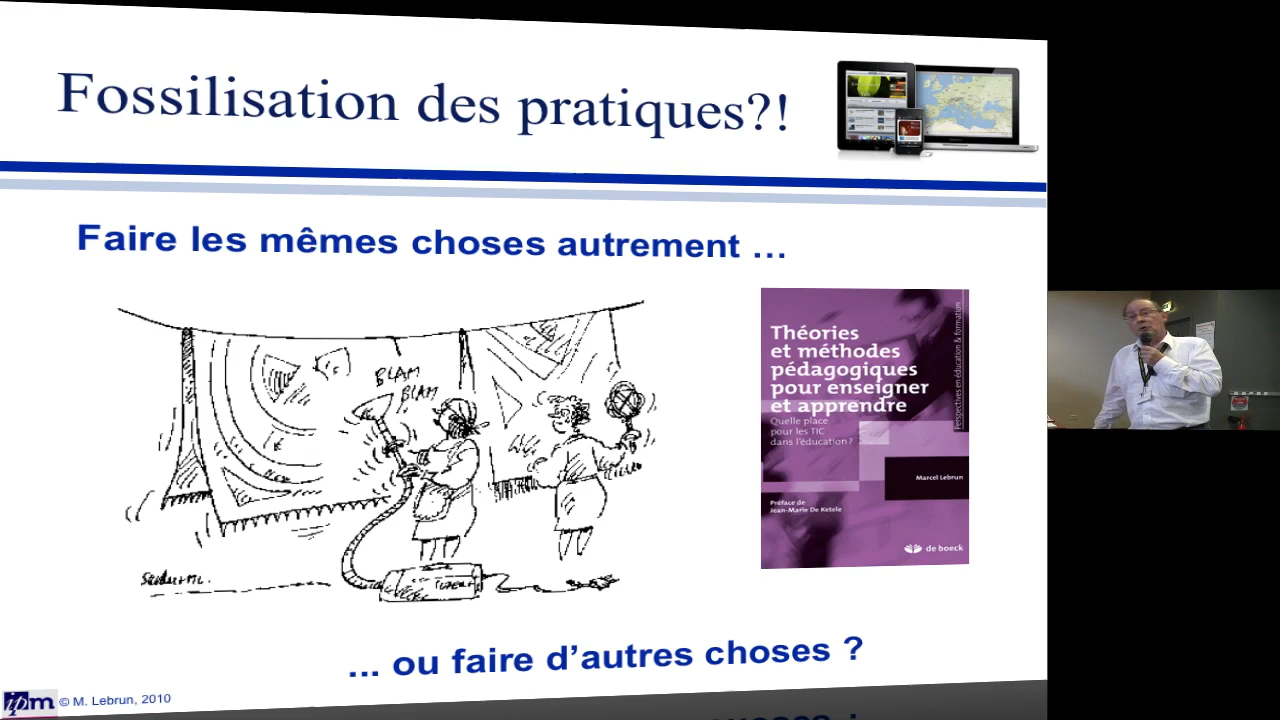 Fossilisation des pratiques?!
Faire les mêmes choses autrement ...
BLAM
BLAM
Théories
et méthodes
pédagogiques
pour enseigner
et apprendre
Quelle place
pour les TIC
dans l'éducation ?
Perspectives en éducation & formation
Marcel Lebrun
Préface de
Jean-Marie De Ketele
de boeck
... ou faire d'autres choses ?
ipm © M. Lebrun, 2010